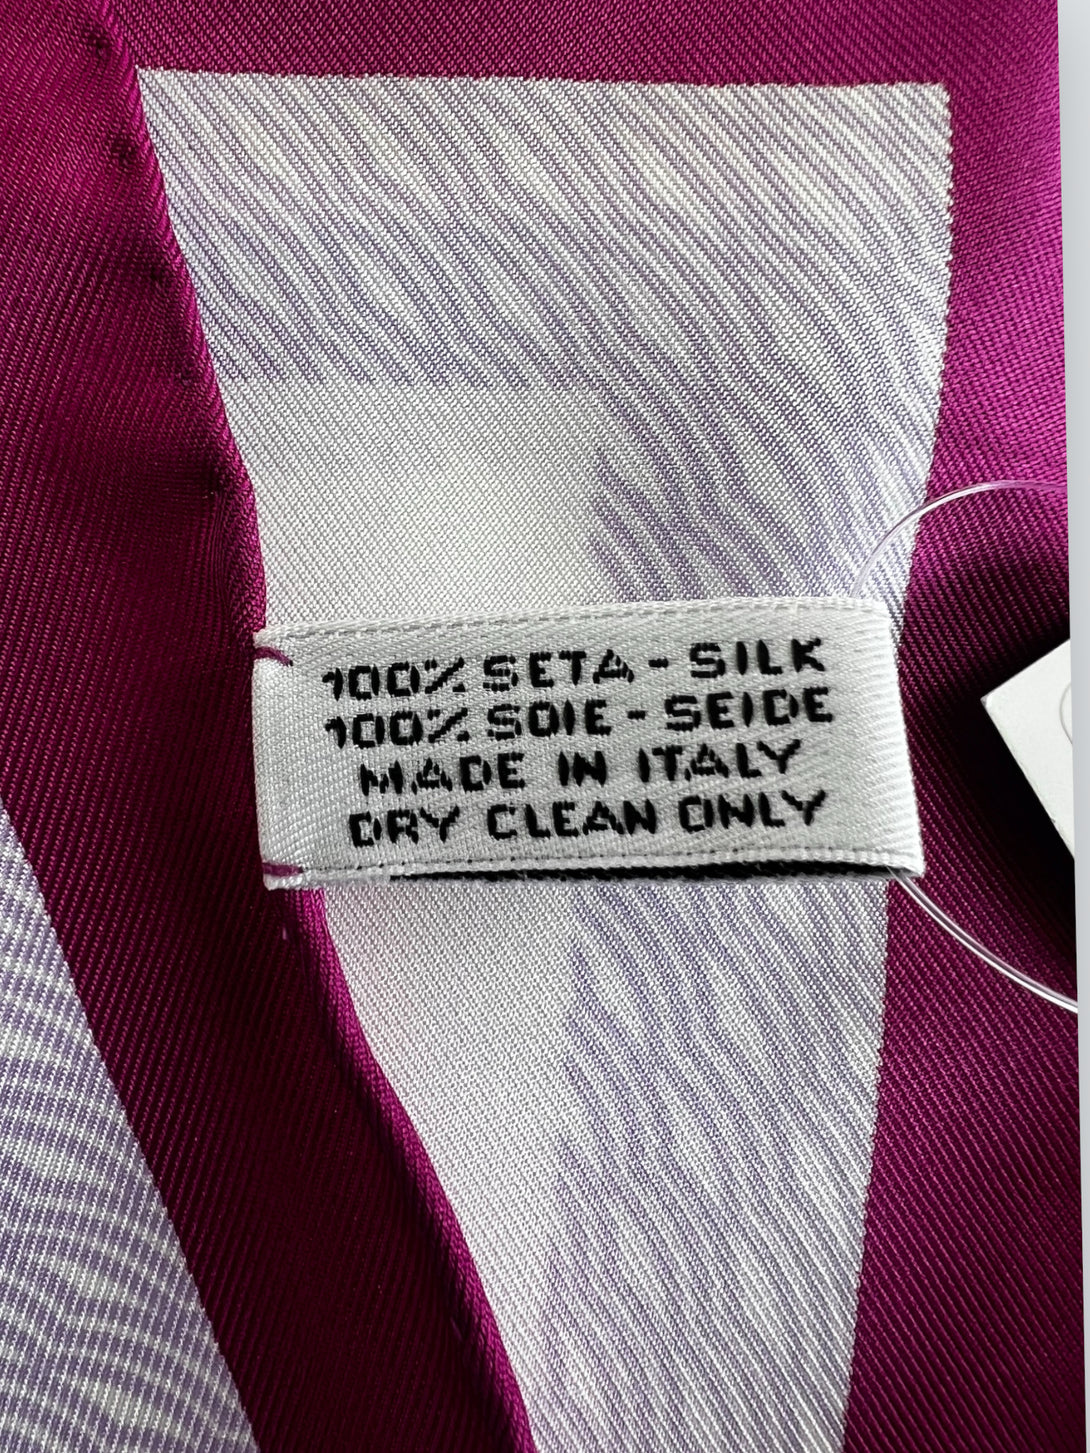 100% SETA - SILK
100% SOIE - SEIDE
MADE IN ITALY
DRY CLEAN ONLY